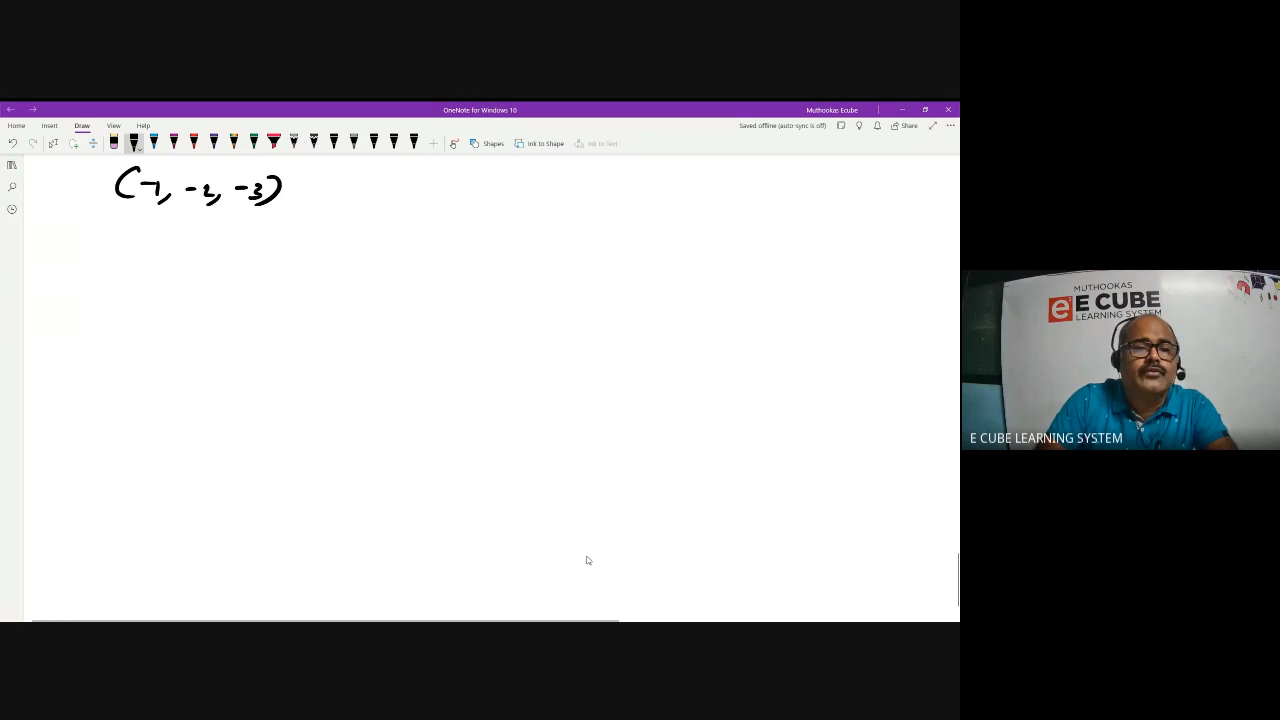 OneNote for Windows 10
Muthookas Ecube
Home Insert Draw View Help
Saved offline (auto-sync is off)
Share
Shapes
Ink to Shape
Ink to Text
(-1, -2, -3)
MUTHOOKAS
e E CUBE
LEARNING SYSTEM
E CUBE LEARNING SYSTEM